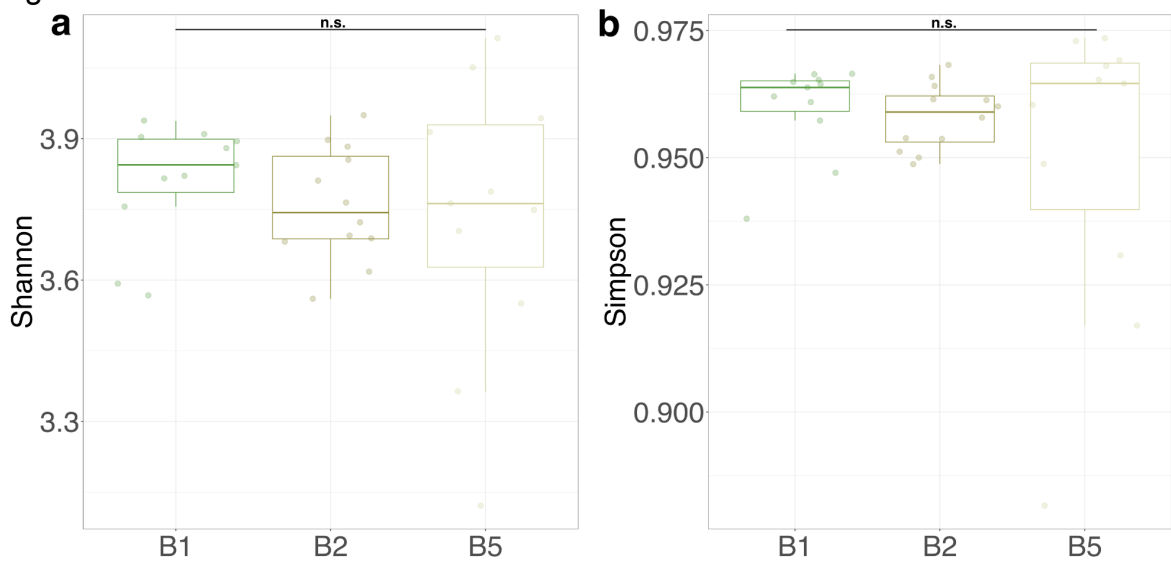 a
n.s.
Shannon
3.9
3.6
3.3
B1 B2 B5
b
n.s.
Simpson
0.975
0.950
0.925
0.900
B1 B2 B5